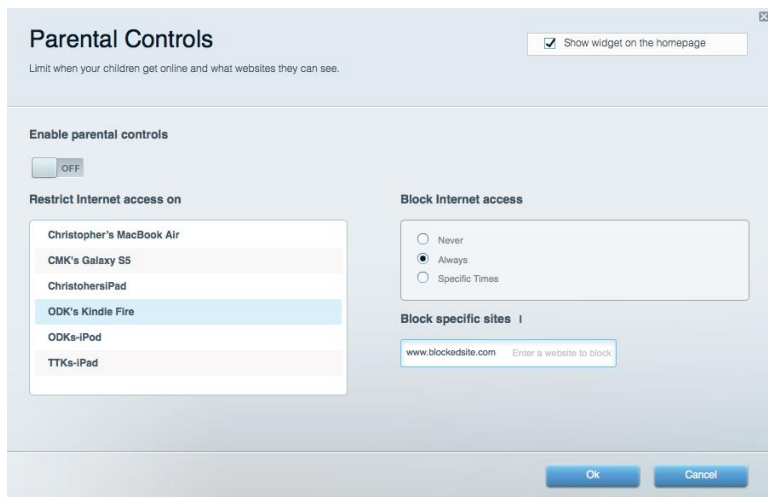 Parental Controls
Show widget on the homepage
Limit when your children get online and what websites they can see.
Enable parental controls
OFF
Restrict Internet access on
Christopher's MacBook Air
CMK's Galaxy S5
ChristohersiPad
ODK's Kindle Fire
ODKs-iPod
TTKs-iPad
Block Internet access
Never
Always
Specific Times
Block specific sites I
www.blockedsite.com Enter a website to block
Ok Cancel